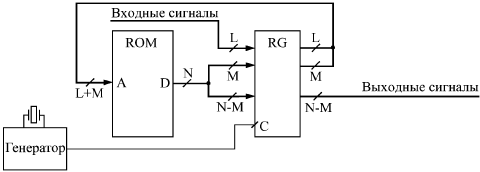 Входные сигналы
ROM
L
RG
L
N
M
M
L+M
A
D
N-M
N-M
Выходные сигналы
C
Генератор